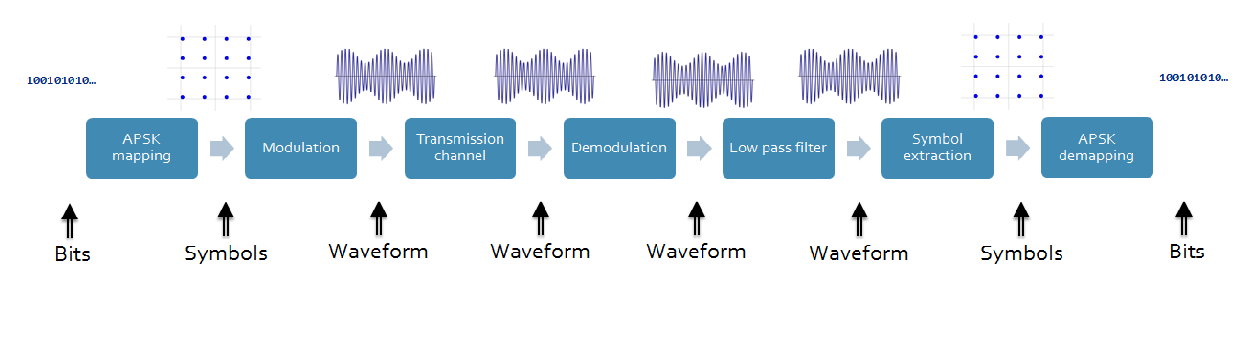 100101010...
100101010...
APSK
mapping
Modulation
Transmission
channel
Demodulation
Low pass filter
Symbol
extraction
APSK
demapping
Bits
Symbols
Waveform
Waveform
Waveform
Waveform
Symbols
Bits